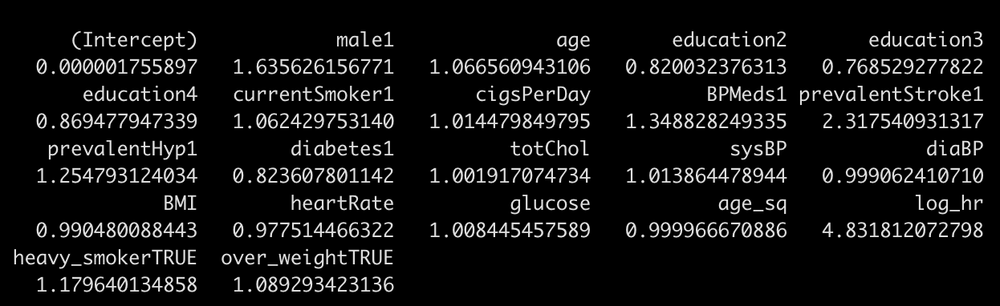 (Intercept) male1 age education2 education3
0.000001755897 1.635626156771 1.066560943106 0.820032376313 0.768529277822
education4 currentSmoker1 cigsPerDay BPMeds1 prevalentStroke1
0.869477947339 1.062429753140 1.014479849795 1.348828249335 2.317540931317
prevalentHyp1 diabetes1 totChol sysBP diaBP
1.254793124034 0.823607801142 1.001917074734 1.013864478944 0.999062410710
BMI heartRate glucose age_sq log_hr
0.990480088443 0.977514466322 1.008445457589 0.999966670886 4.831812072798
heavy_smokerTRUE over_weightTRUE
1.179640134858 1.089293423136